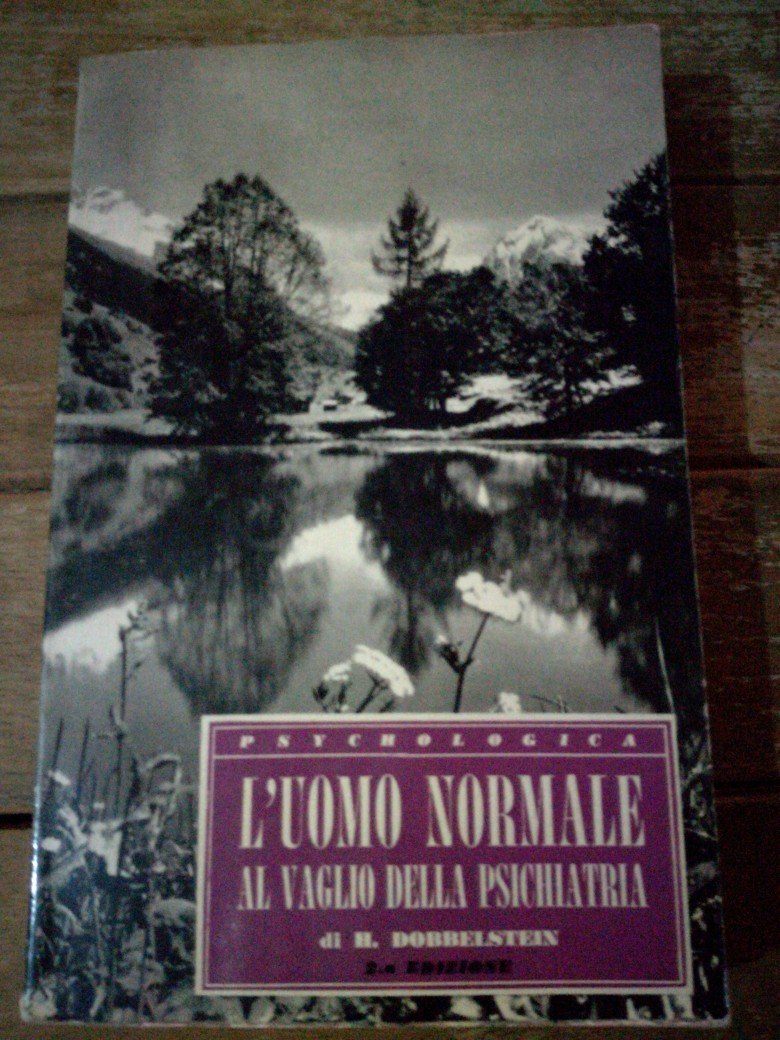 PSYCHOLOGICA
L'UOMO NORMALE
AL VAGLIO DELLA PSICHIATRIA
di H. DOBBELSTEIN
2.a EDIZIONE